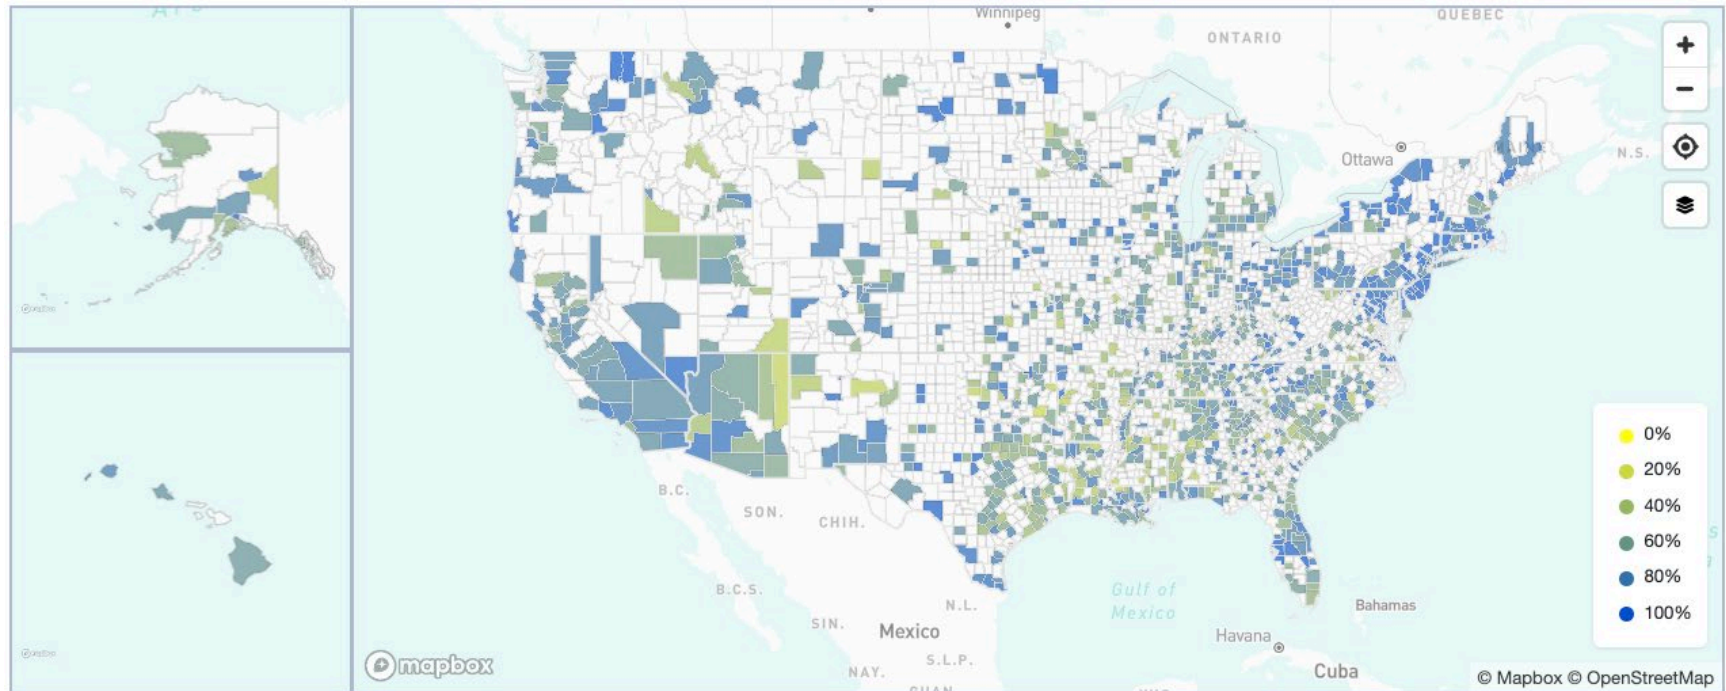 Winnipeg
ONTARIO
QUEBEC
+
−
Ottawa
MAINE
N.S.
0%
20%
40%
60%
80%
100%
B.C.
SON.
CHIH.
B.C.S.
N.L.
SIN.
Mexico
NAY.
S.L.P.
Gulf of
Mexico
Bahamas
Havana
Cuba
mapbox
© Mapbox © OpenStreetMap